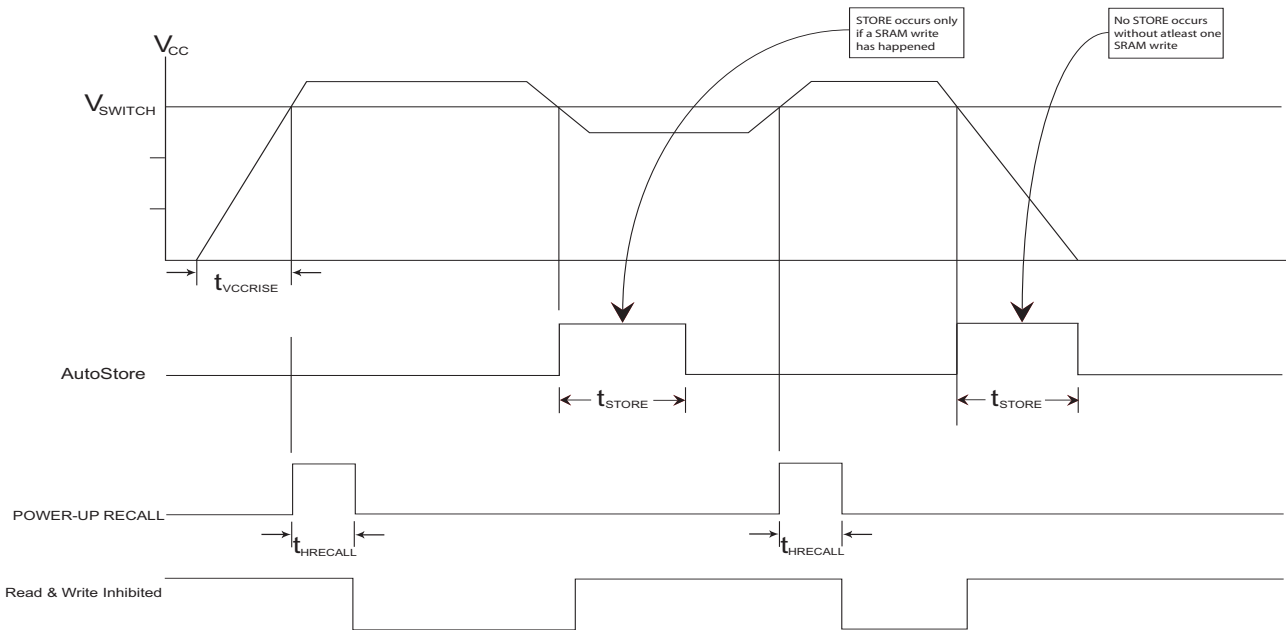 STORE occurs only
if a SRAM write
has happened
No STORE occurs
without atleast one
SRAM write
VCC
VSWITCH
tVCCRISE
AutoStore
tSTORE
tSTORE
POWER-UP RECALL
tHRECALL
tHRECALL
Read & Write Inhibited